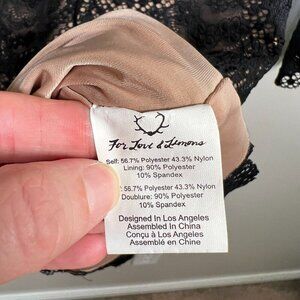 For Love & Lemons
Self: 56.7% Polyester 43.3% Nylon
Lining: 90% Polyester
10% Spandex
: 56.7% Polyester 43.3% Nylon
Doublure: 90% Polyester
10% Spandex
Designed In Los Angeles
Assembled In China
Conçu à Los Angeles
Assemblé en Chine